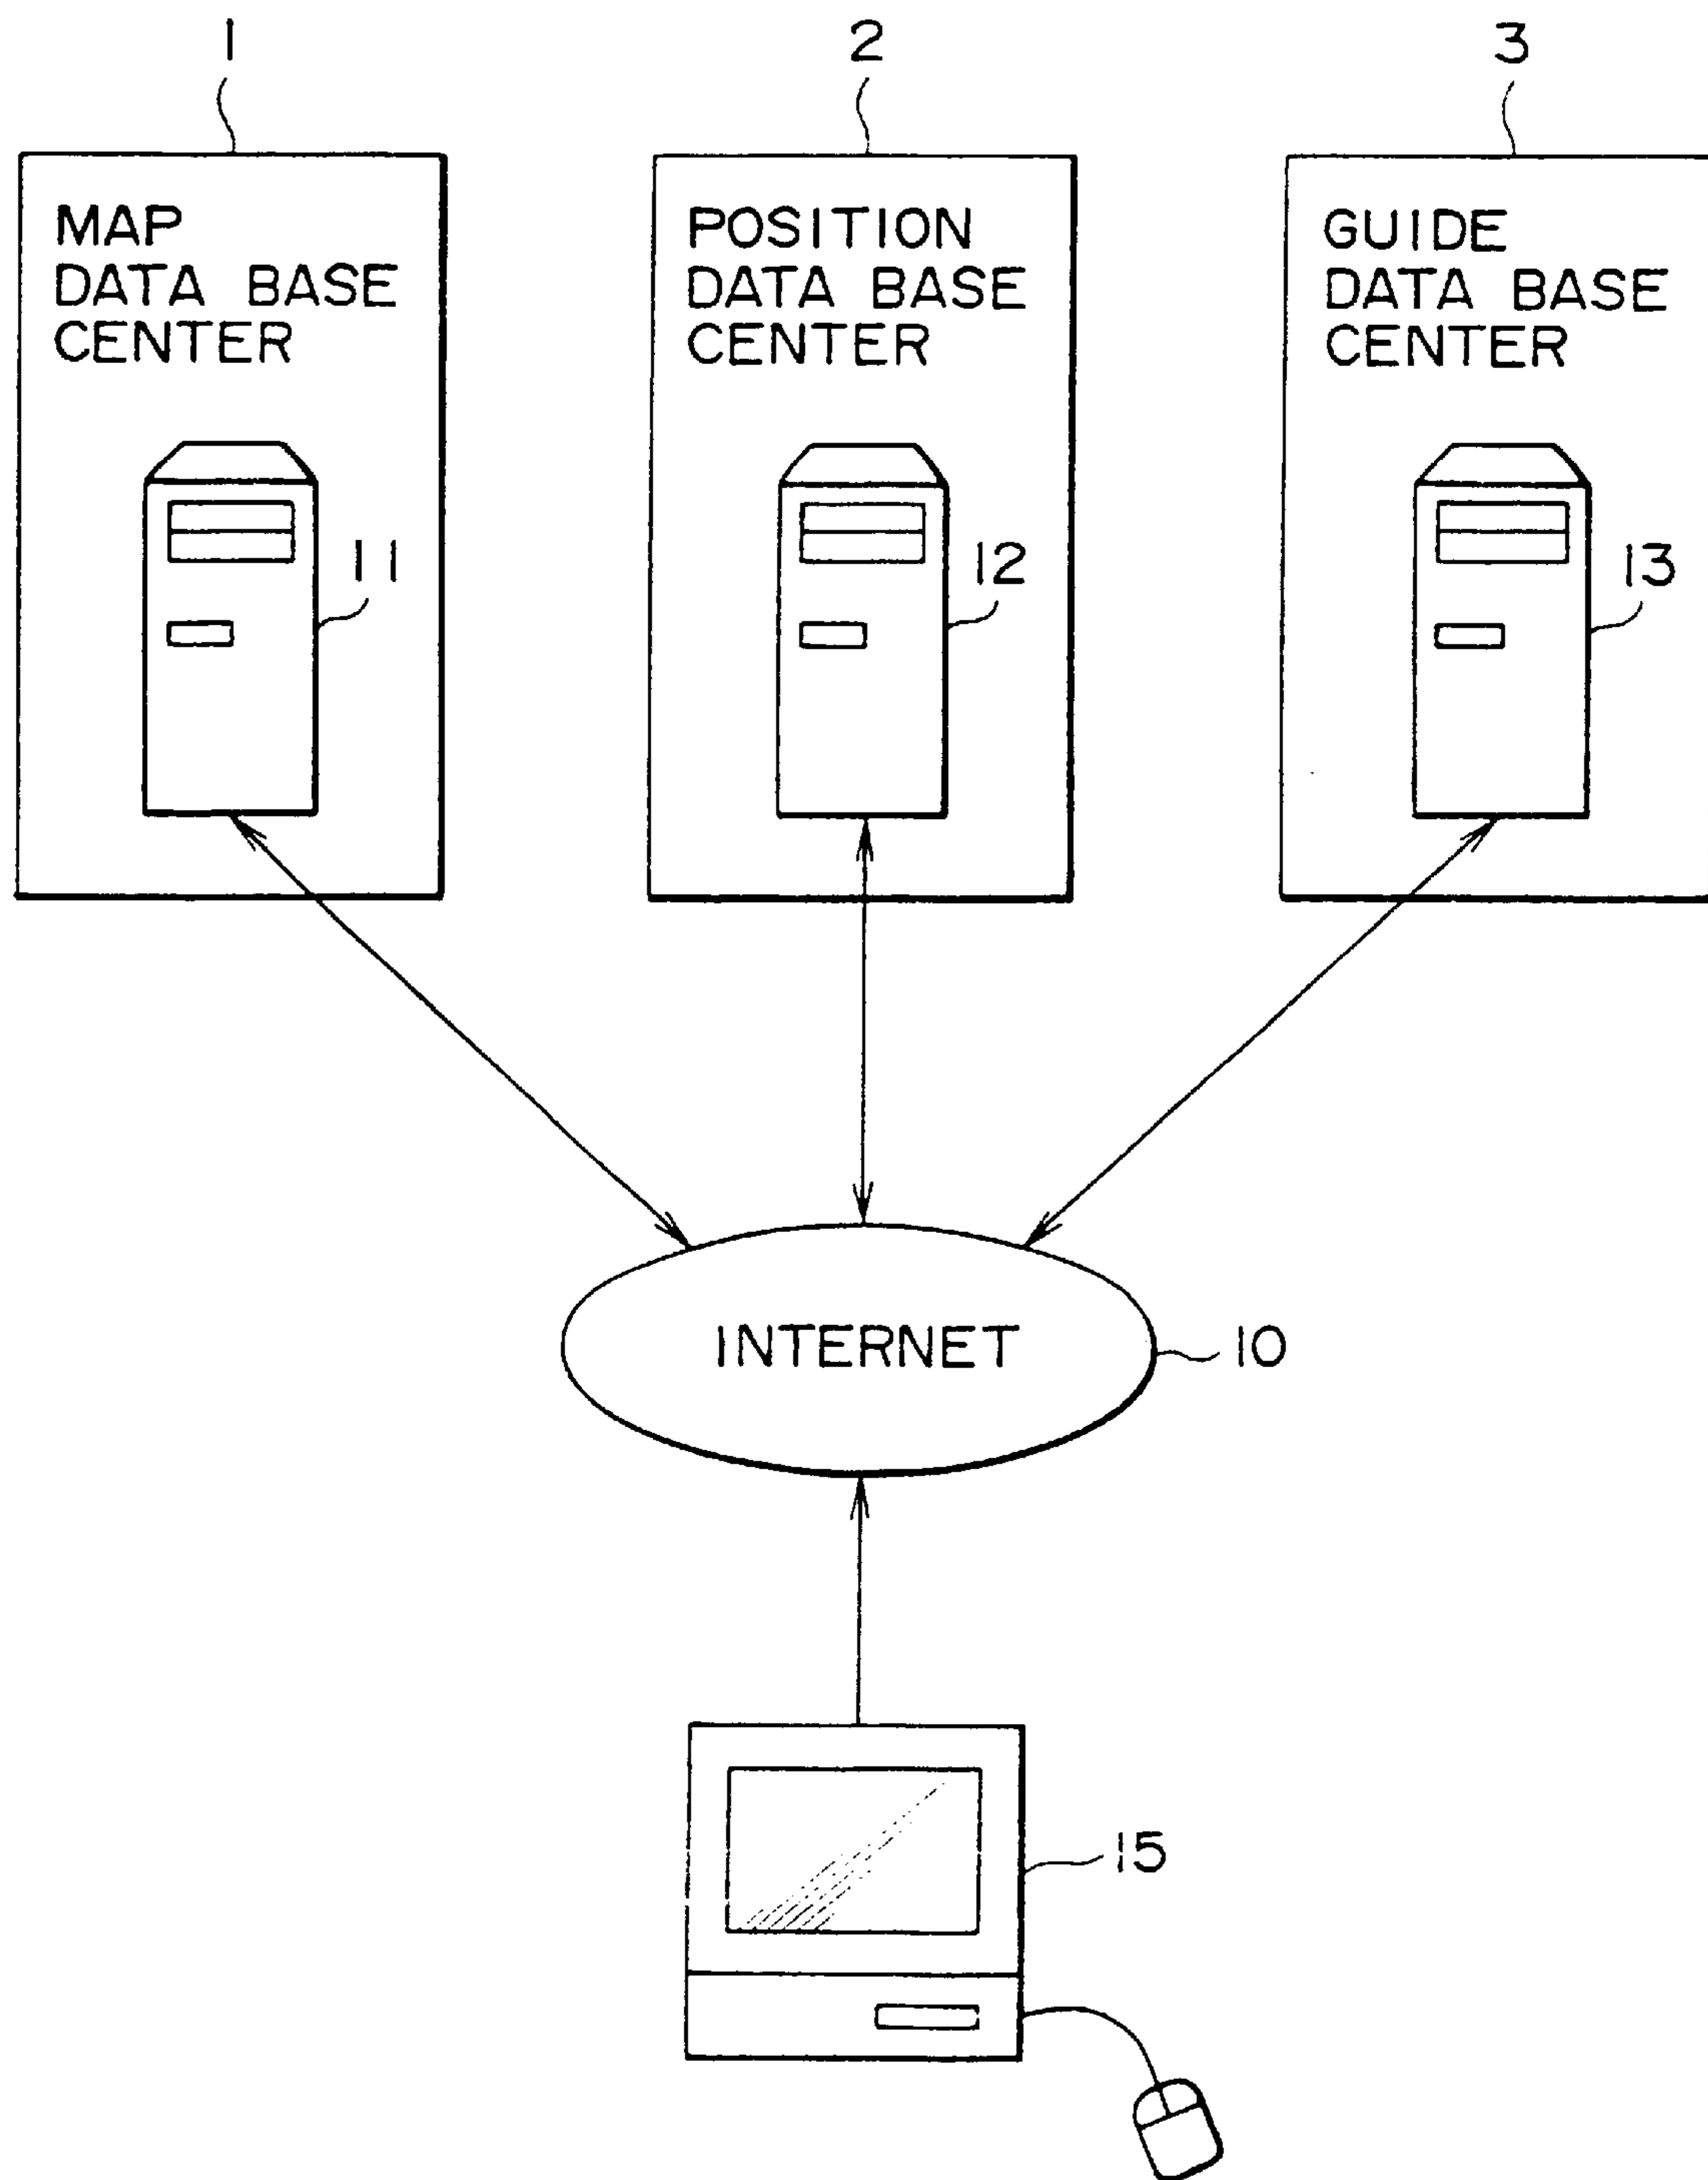 1
2
3
MAP
DATA BASE
CENTER
POSITION
DATA BASE
CENTER
GUIDE
DATA BASE
CENTER
11
12
13
INTERNET
10
15